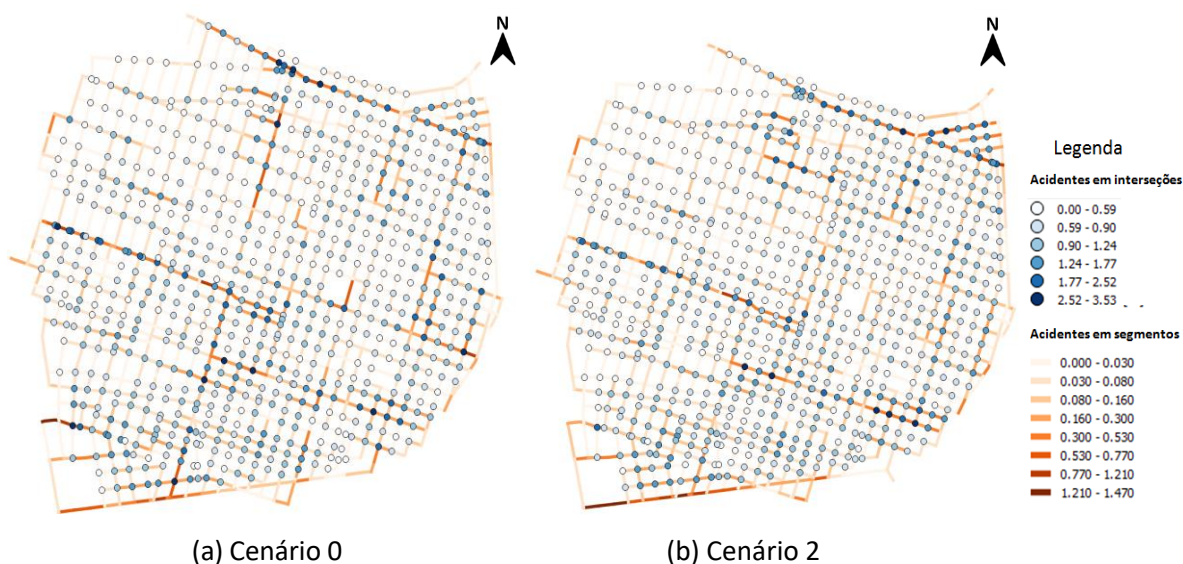 N
N
Legenda
Acidentes em interseções
0.00 - 0.59
0.59 - 0.90
0.90 - 1.24
1.24 - 1.77
1.77 - 2.52
2.52 - 3.53
Acidentes em segmentos
0.000 - 0.030
0.030 - 0.080
0.080 - 0.160
0.160 - 0.300
0.300 - 0.530
0.530 - 0.770
0.770 - 1.210
1.210 - 1.470
(a) Cenário 0
(b) Cenário 2